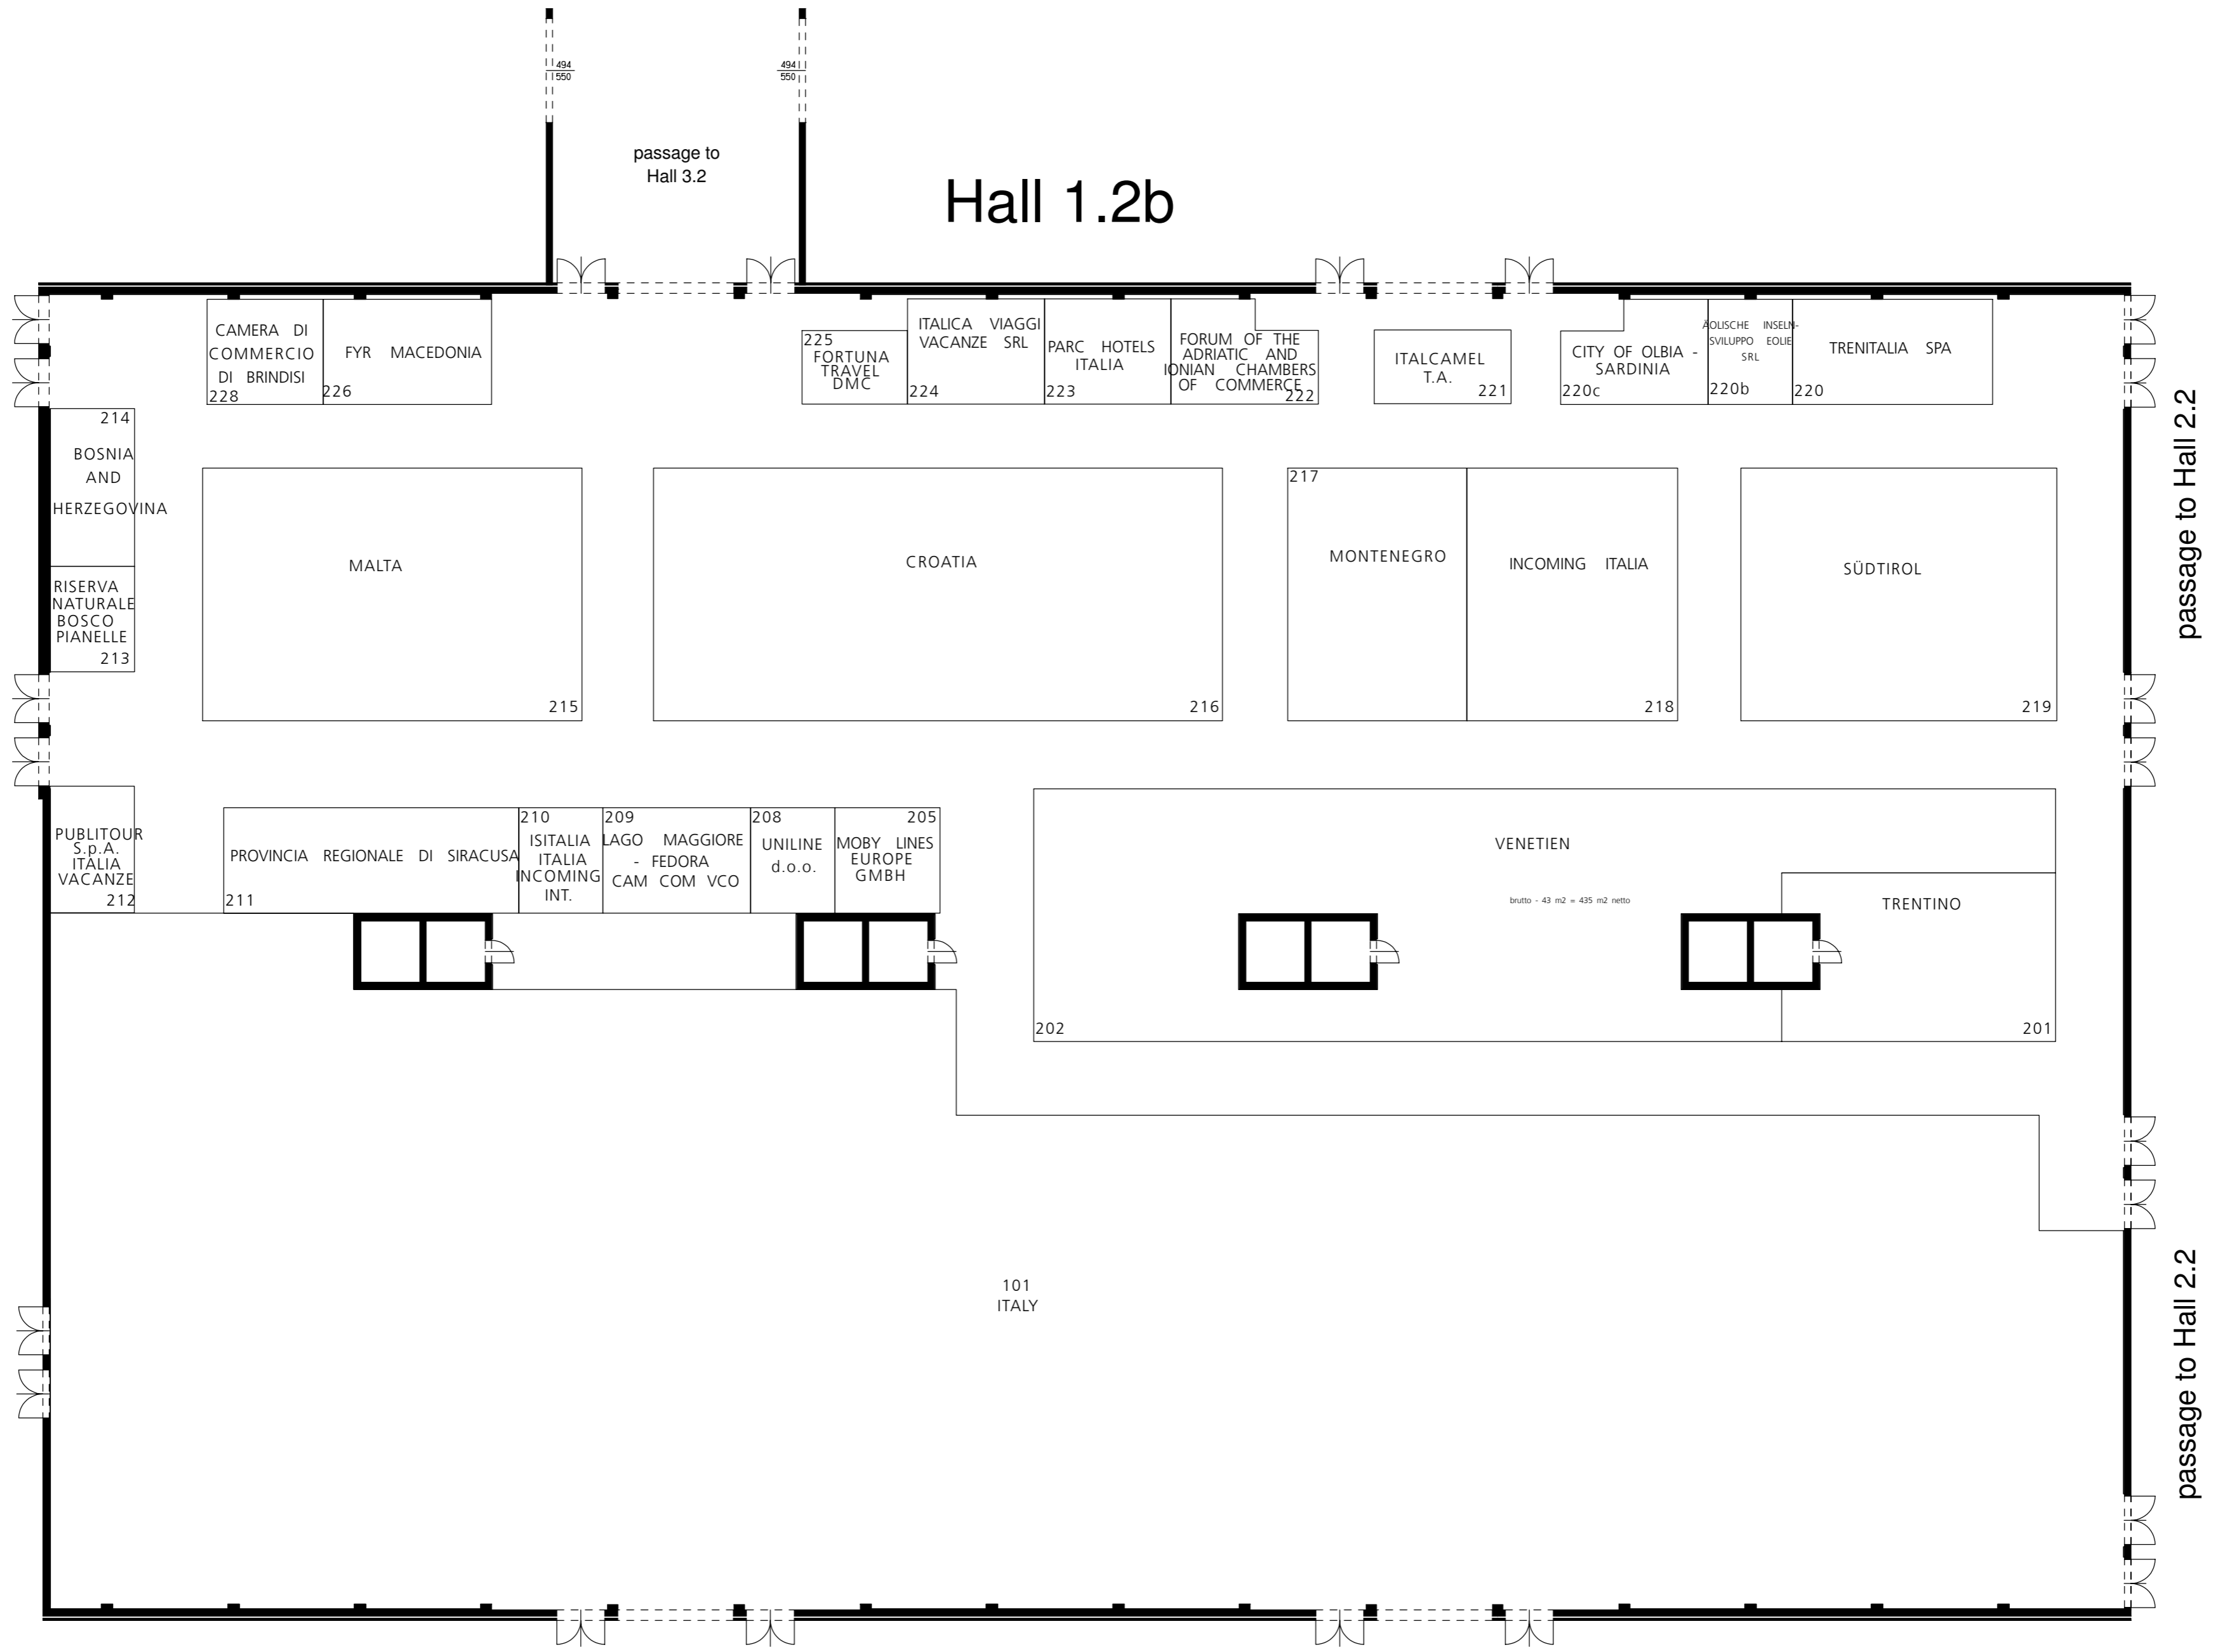 494
550
494
550
passage to
Hall 3.2
Hall 1.2b
CAMERA DI
COMMERCIO
DI BRINDISI
228
FYR MACEDONIA
226
225
FORTUNA
TRAVEL
DMC
ITALICA VIAGGI
VACANZE SRL
224
PARC HOTELS
ITALIA
223
FORUM OF THE
ADRIATIC AND
IONIAN CHAMBERS
OF COMMERCE
222
ITALCAMEL
T.A.
221
CITY OF OLBIA -
SARDINIA
220c
ÄOLISCHE INSELN-
SVILUPPO EOLIE
SRL
220b
TRENITALIA SPA
220
passage to Hall 2.2
214
BOSNIA
AND
HERZEGOVINA
RISERVA
NATURALE
BOSCO
PIANELLE
213
MALTA
215
CROATIA
216
217
MONTENEGRO
INCOMING ITALIA
218
SÜDTIROL
219
PUBLITOUR
S.p.A.
ITALIA
VACANZE
212
PROVINCIA REGIONALE DI SIRACUSA
211
210
ISITALIA
ITALIA
INCOMING
INT.
209
LAGO MAGGIORE
- FEDORA
CAM COM VCO
208
UNILINE
d.o.o.
205
MOBY LINES
EUROPE
GMBH
VENETIEN
brutto - 43 m2 = 435 m2 netto
202
TRENTINO
201
101
ITALY
passage to Hall 2.2